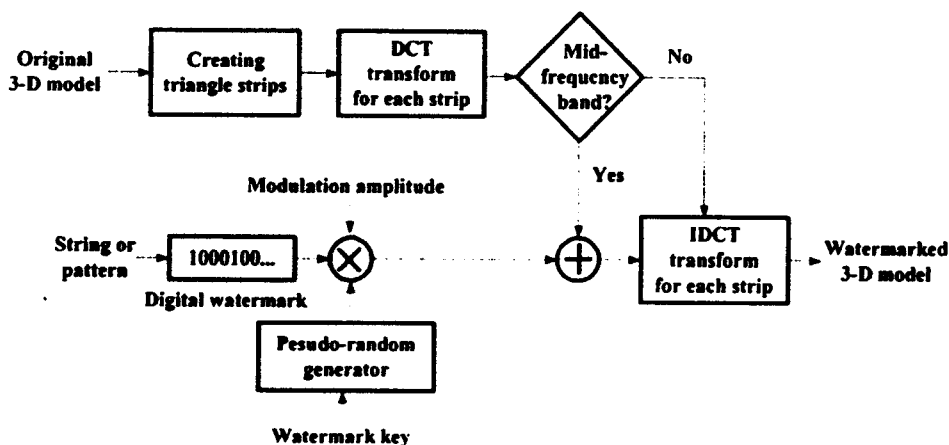 Original
3-D model
Creating
triangle strips
DCT
transform
for each strip
Mid-
frequency
band?
No
Yes
Modulation amplitude
String or
pattern
1000100...
Digital watermark
Pesudo-random
generator
Watermark key
IDCT
transform
for each strip
Watermarked
3-D model